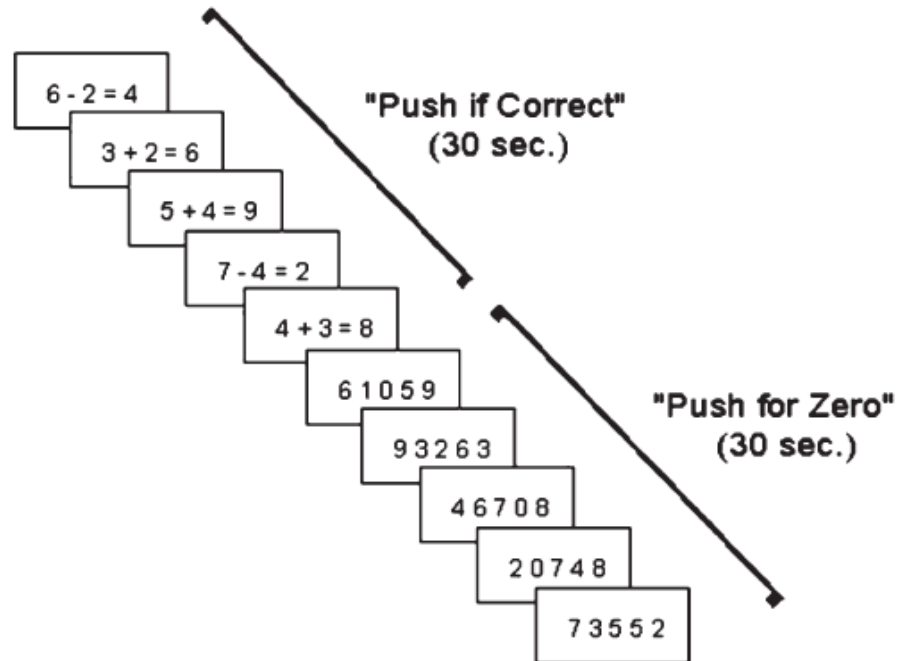 6 - 2 = 4
"Push if Correct"
(30 sec.)
3 + 2 = 6
5 + 4 = 9
7 - 4 = 2
4 + 3 = 8
6 1 0 5 9
"Push for Zero"
(30 sec.)
9 3 2 6 3
4 6 7 0 8
2 0 7 4 8
7 3 5 5 2